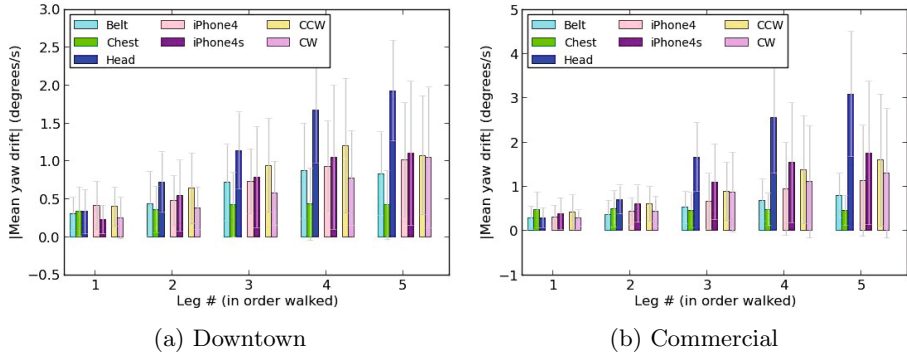 3.0
2.5
2.0
1.5
1.0
0.5
0.0
−0.5
|Mean yaw drift| (degrees/s)
Belt
Chest
Head
iPhone4
iPhone4s
CCW
CW
1 2 3 4 5
Leg # (in order walked)
(a) Downtown
5
4
3
2
1
0
−1
|Mean yaw drift| (degrees/s)
Belt
Chest
Head
iPhone4
iPhone4s
CCW
CW
1 2 3 4 5
Leg # (in order walked)
(b) Commercial